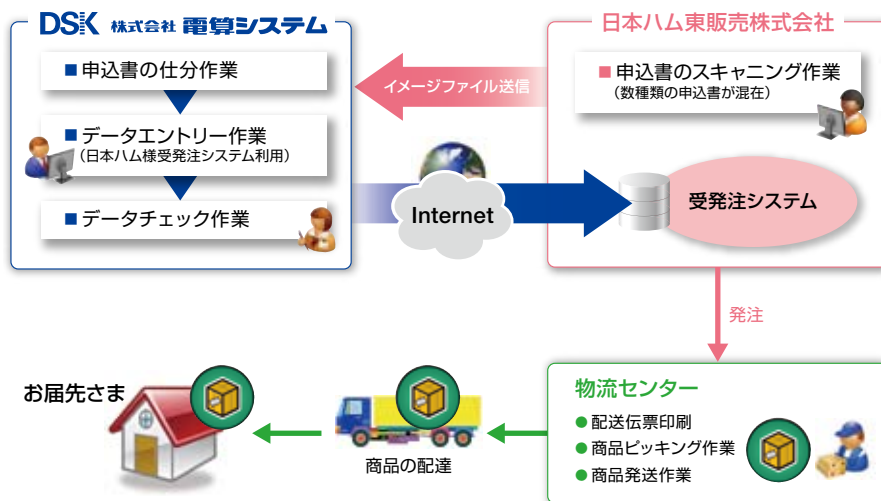 DSK 株式会社 電算システム
■ 申込書の仕分作業
■ データエントリー作業
(日本ハム様受発注システム利用)
■ データチェック作業
イメージファイル送信
Internet
日本ハム東販売株式会社
■ 申込書のスキャニング作業
(数種類の申込書が混在)
受発注システム
発注
物流センター
● 配送伝票印刷
● 商品ピッキング作業
● 商品発送作業
商品の配達
お届先さま